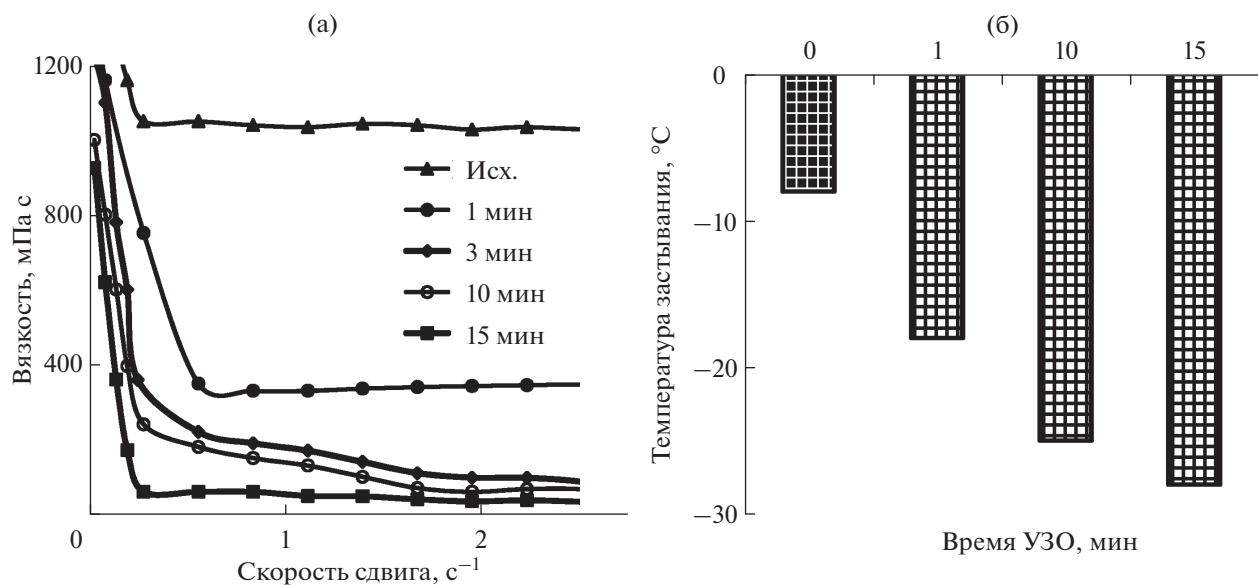 (а)
1200
800
400
0
1
2
Вязкость, мПа с
Скорость сдвига, с−1
Исх.
1 мин
3 мин
10 мин
15 мин
(б)
0
1
10
15
0
−10
−20
−30
Температура застывания, °C
Время УЗО, мин